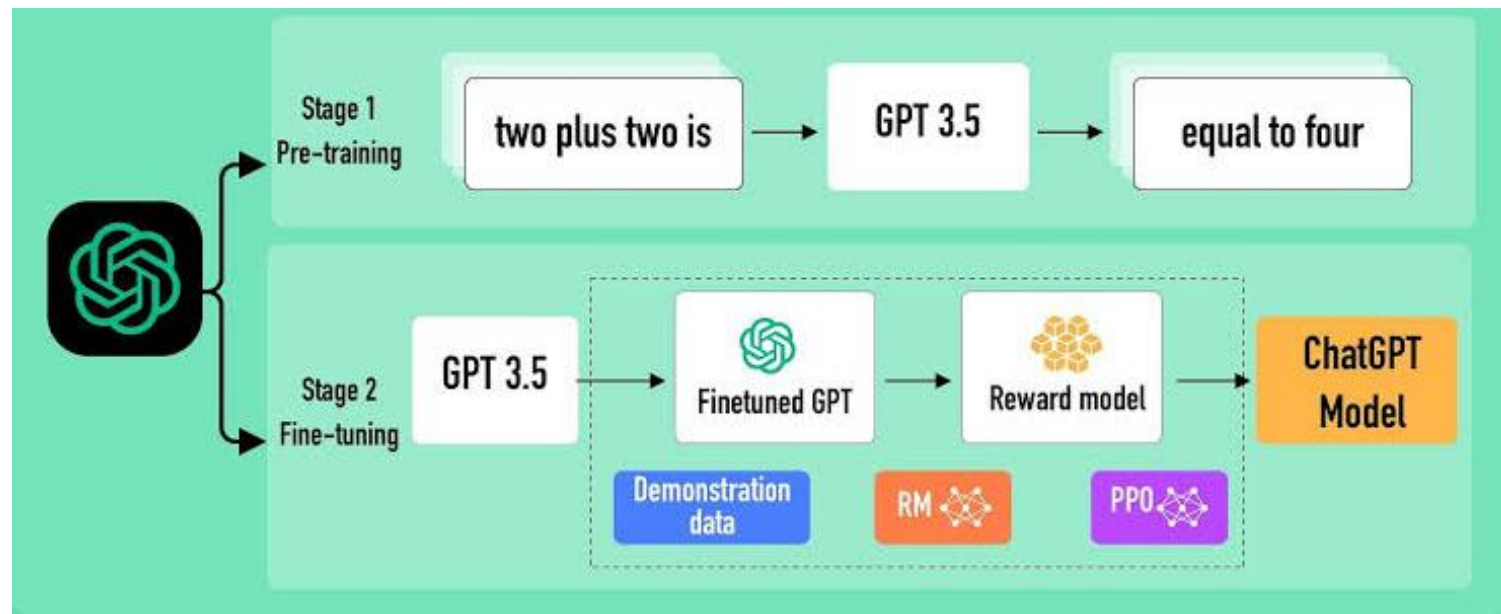 Stage 1
Pre-training
two plus two is
GPT 3.5
equal to four
Stage 2
Fine-tuning
GPT 3.5
Finetuned GPT
Reward model
ChatGPT
Model
Demonstration
data
RM
PPO